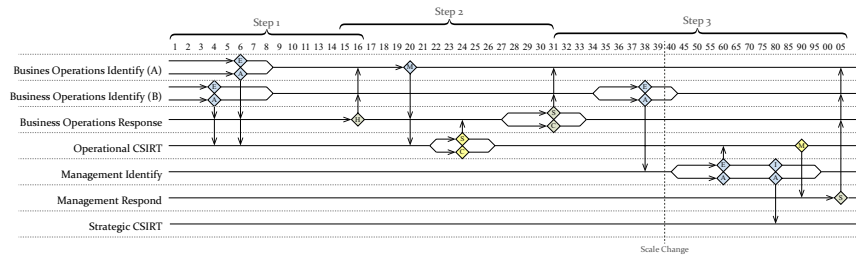 Step 1
Step 2
Step 3
1 2 3 4 5 6 7 8 9 10 11 12 13 14 15 16 17 18 19 20 21 22 23 24 25 26 27 28 29 30 31 32 33 34 35 36 37 38 39 40 45 50 55 60 65 70 75 80 85 90 95 00 05
E
Busines Operations Identify (A)
M
A
E
Business Operations Identify (B)
E
A
A
S
Business Operations Response
H
C
S
Operational CSIRT
M
C
E I
Management Identify
A A
Management Respond
S
Strategic CSIRT
Scale Change